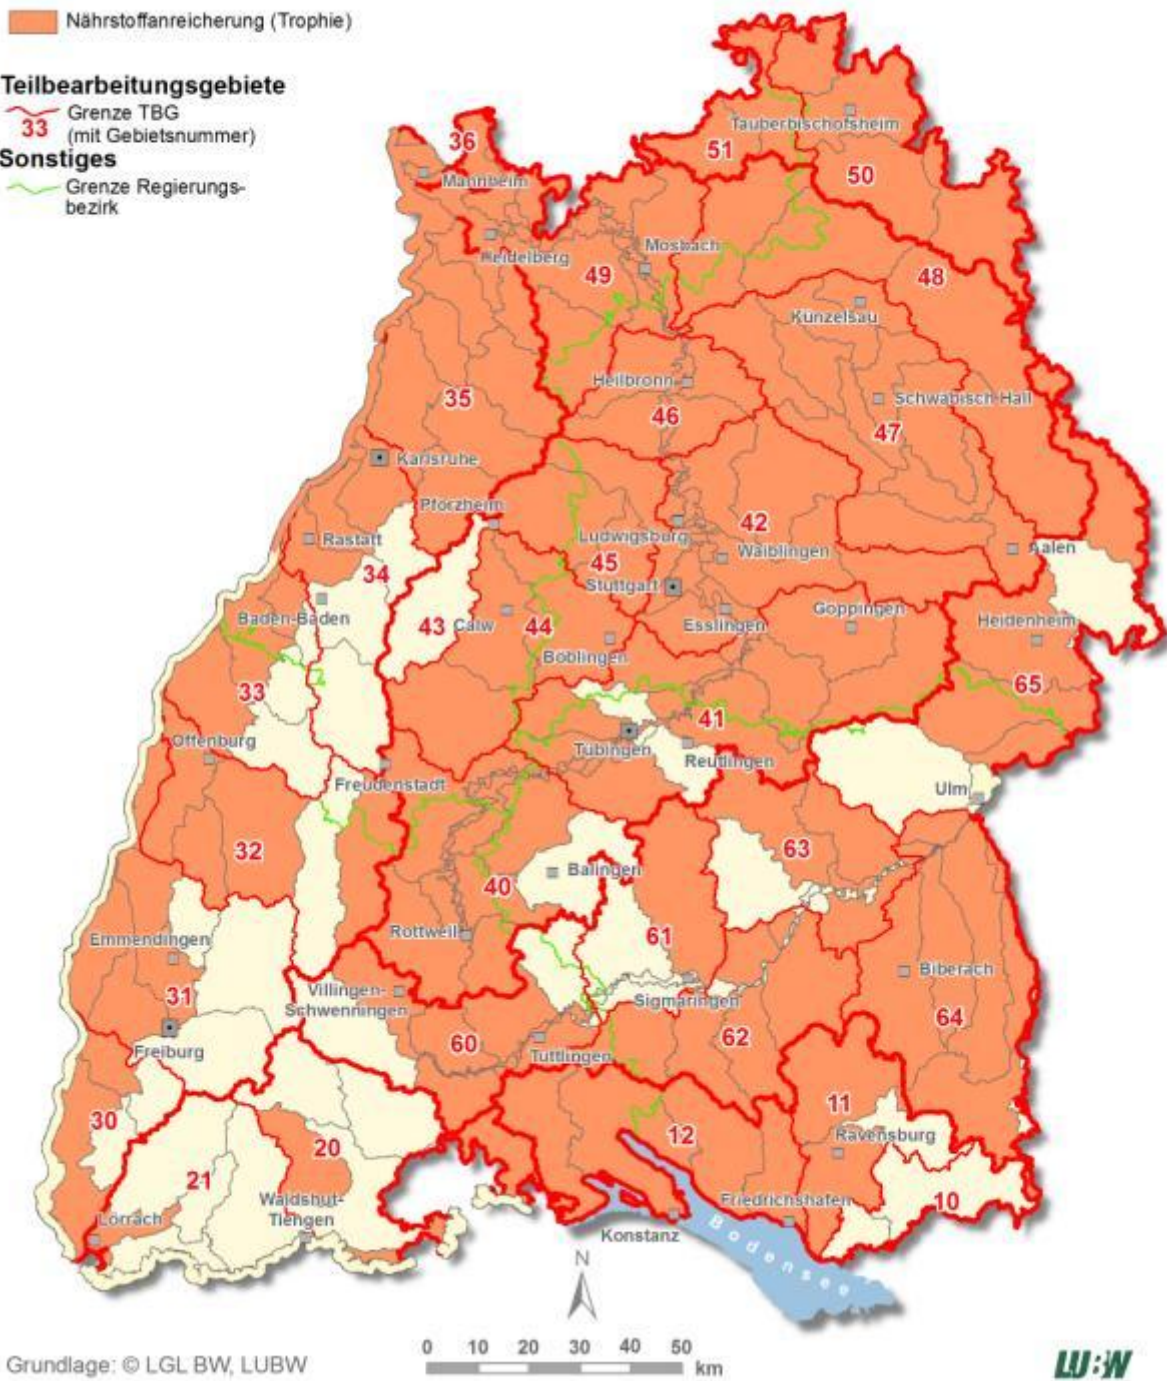 Nährstoffanreicherung (Trophie)
Teilbearbeitungsgebiete
Grenze TBG
33 (mit Gebietsnummer)
Sonstiges
Grenze Regierungs-
bezirk
36
Mannheim
51
Tauberbischofsheim
50
Heidelberg
49
Mosbach
48
Künzelsau
35
Heilbronn
46
Schwäbisch Hall
47
Karlsruhe
Pforzheim
Rastatt
34
Ludwigsburg
42
Waiblingen
Aalen
45
Stuttgart
Baden-Baden
43
Calw
44
Esslingen
Göppingen
Heidenheim
Böblingen
33
65
41
Offenburg
Tübingen
Reutlingen
Freudenstadt
Ulm
32
63
Balingen
40
Rottweil
61
Emmendingen
Biberach
31
Villingen-
Schwenningen
Sigmaringen
64
Freiburg
60
Tuttlingen
62
30
11
12
Ravensburg
20
21
Waldshut-
Tiengen
10
Lörrach
Friedrichshafen
Konstanz
Bodensee
N
0 10 20 30 40 50
km
Grundlage: © LGL BW, LUBW
LUBW